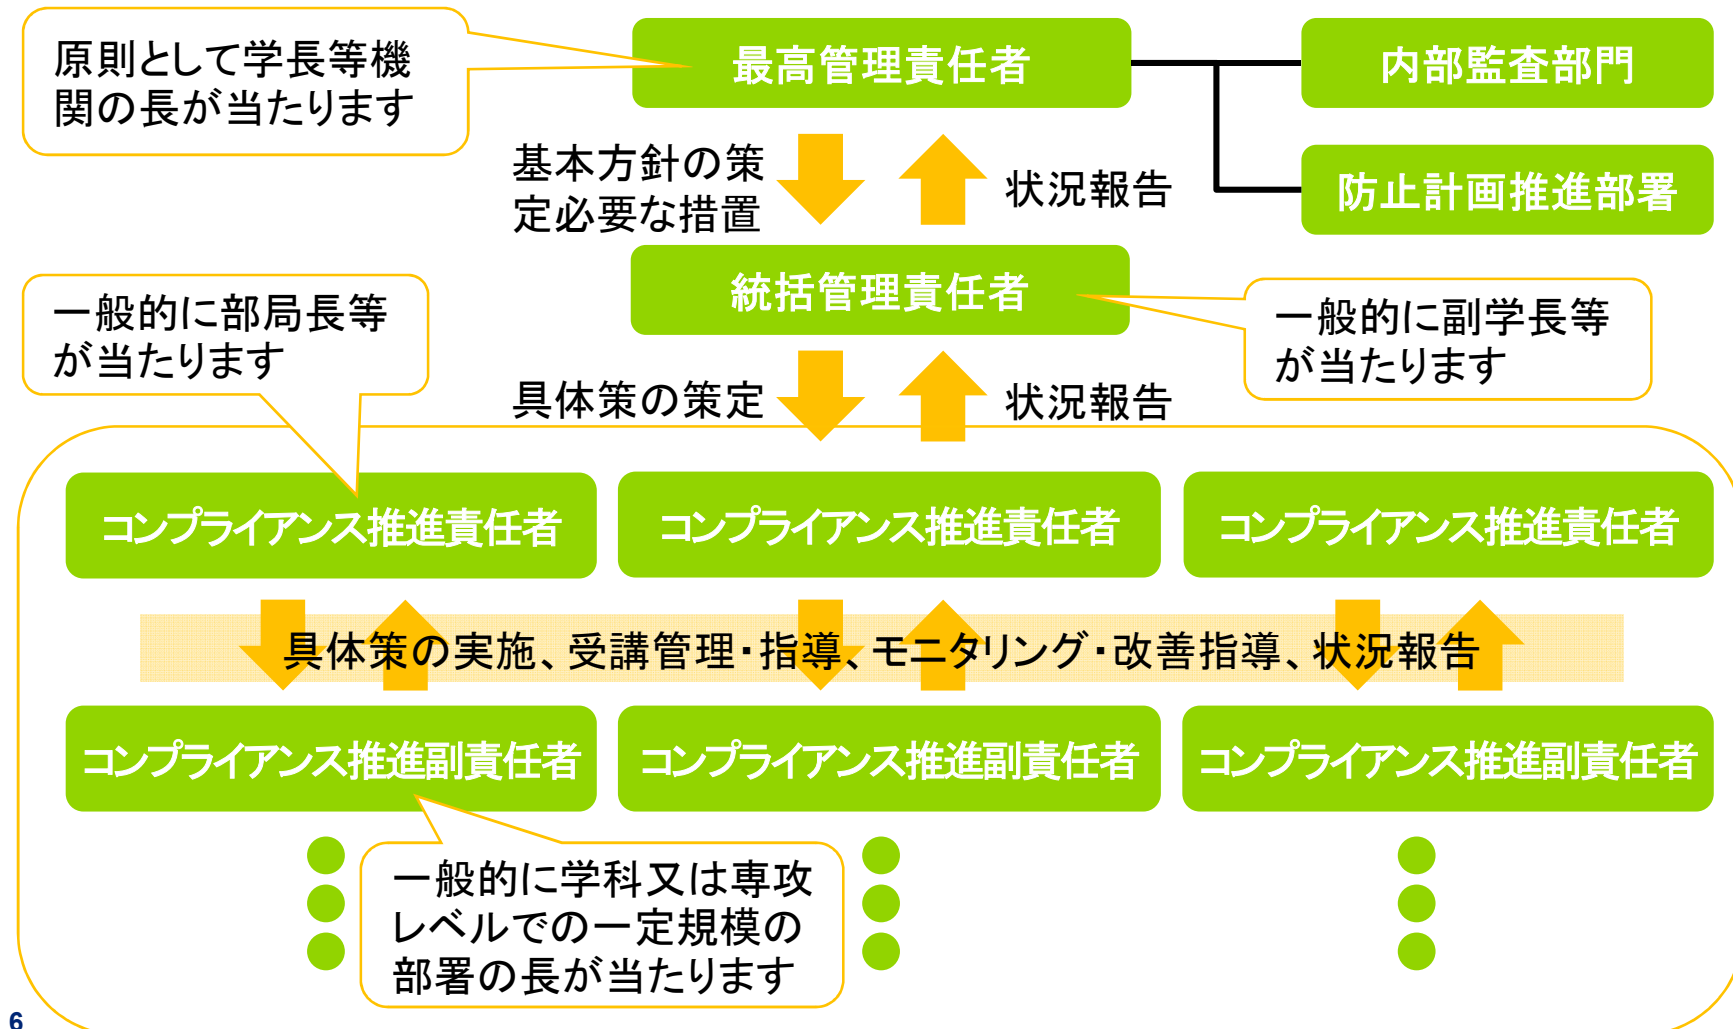 原則として学長等機
関の長が当たります
最高管理責任者
内部監査部門
基本方針の策
定必要な措置
状況報告
防止計画推進部署
統括管理責任者
一般的に部局長等
が当たります
一般的に副学長等
が当たります
具体策の策定
状況報告
コンプライアンス推進責任者
コンプライアンス推進責任者
コンプライアンス推進責任者
具体策の実施、受講管理・指導、モニタリング・改善指導、状況報告
コンプライアンス推進副責任者
コンプライアンス推進副責任者
コンプライアンス推進副責任者
一般的に学科又は専攻
レベルでの一定規模の
部署の長が当たります
6